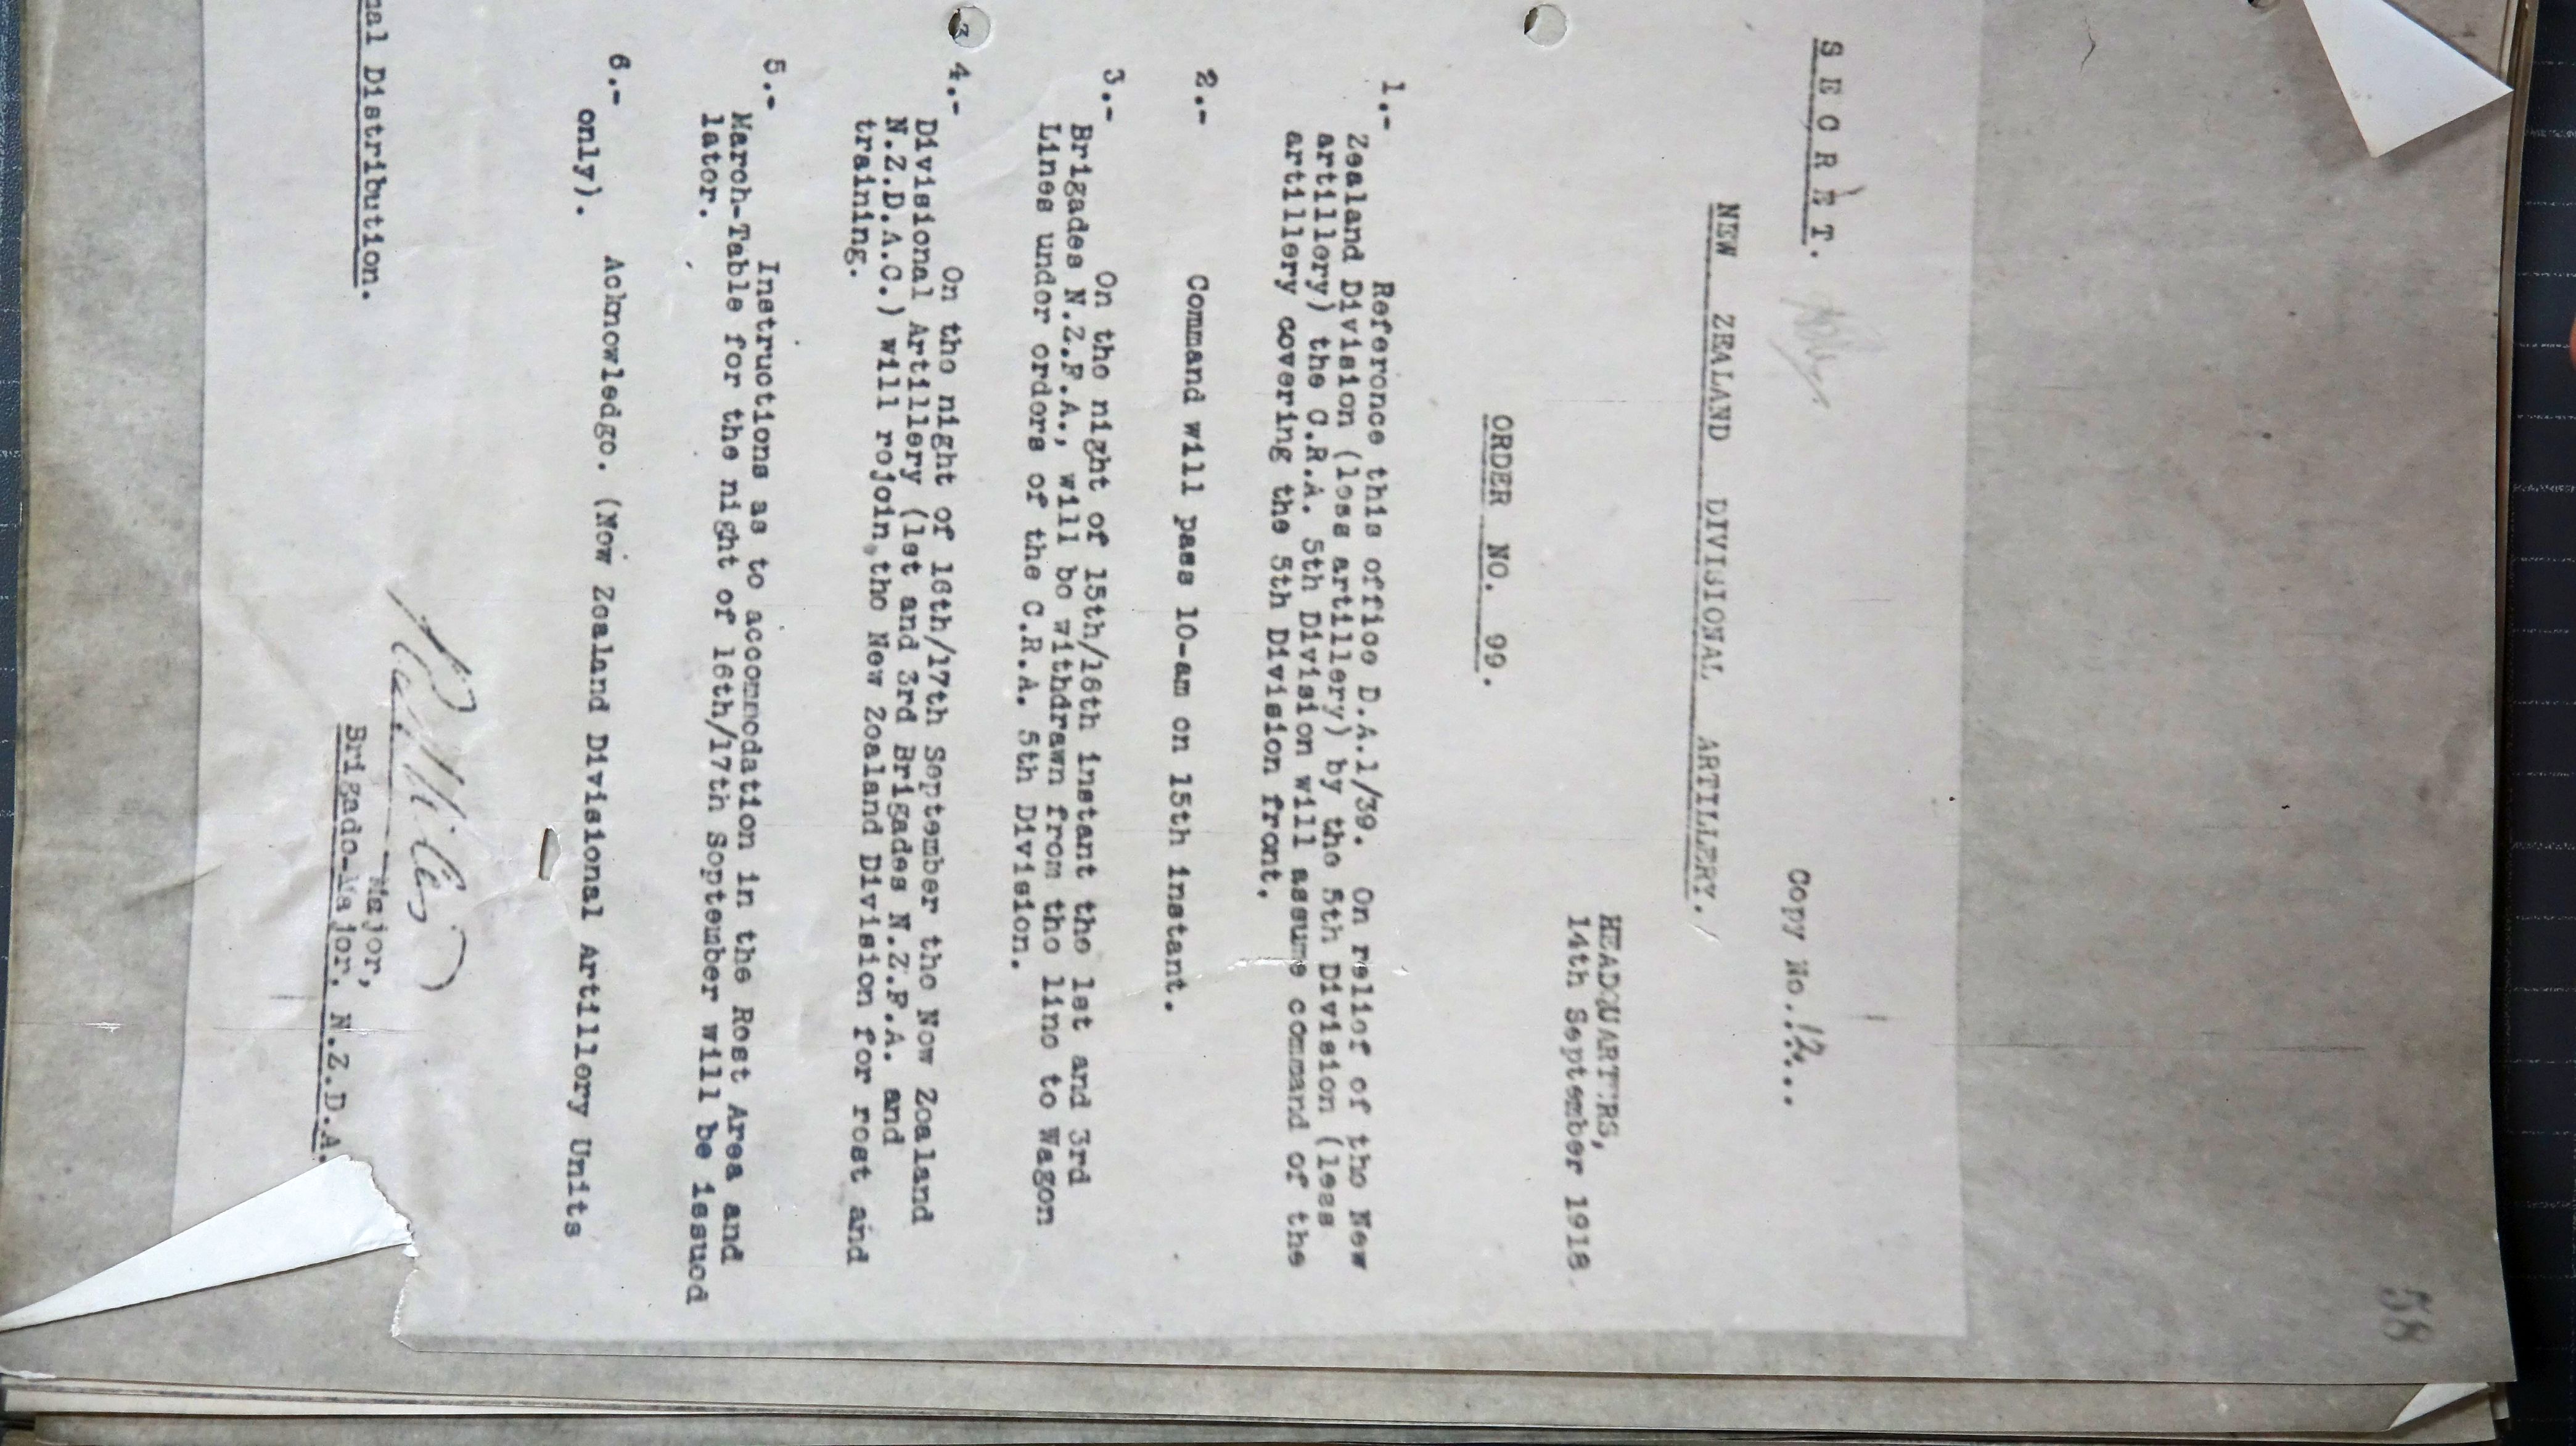 58
S E C R E T.
Copy No. 12...
NEW ZEALAND DIVISIONAL ARTILLERY.
HEADQUARTERS,
14th September 1918.
ORDER NO. 99.
1.- Reference this office D.A.1/39. On relief of the New
Zealand Division (less artillery) by the 5th Division (less
artillery) the C.R.A. 5th Division will assume command of the
artillery covering the 5th Division front.
2.- Command will pass 10-am on 15th instant.
3.- On the night of 15th/16th instant the 1st and 3rd
Brigades N.Z.F.A., will be withdrawn from the line to Wagon
Lines under orders of the C.R.A. 5th Division.
4.- On the night of 16th/17th September the New Zealand
Divisional Artillery (1st and 3rd Brigades N.Z.F.A. and
N.Z.D.A.C.) will rejoin the New Zealand Division for rest and
training.
5.- Instructions as to accommodation in the Rest Area and
March-Table for the night of 16th/17th September will be issued
later.
6.- Acknowledge. (New Zealand Divisional Artillery Units
only).
Major,
Brigade-Major. N.Z.D.A.
nal Distribution.